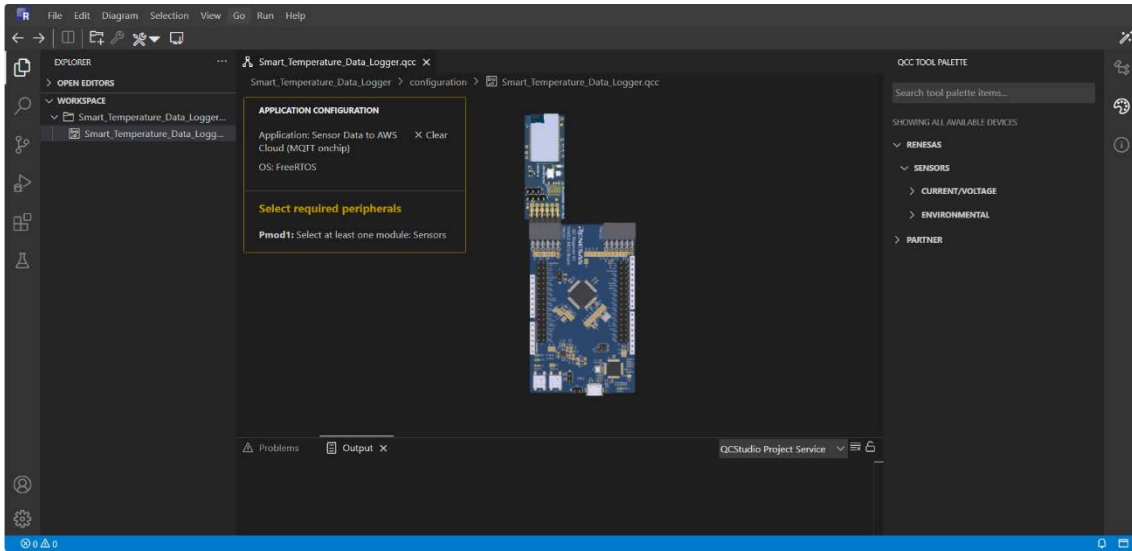 File Edit Diagram Selection View Go Run Help
EXPLORER
OPEN EDITORS
WORKSPACE
Smart_Temperature_Data_Logger...
Smart_Temperature_Data_Logg...
Smart_Temperature_Data_Logger.qcc
Smart_Temperature_Data_Logger > configuration > Smart_Temperature_Data_Logger.qcc
APPLICATION CONFIGURATION
Application: Sensor Data to AWS Clear
Cloud (MQTT onchip)
OS: FreeRTOS
Select required peripherals
Pmod1: Select at least one module: Sensors
Problems Output
QCStudio Project Service
QCC TOOL PALETTE
Search tool palette items...
SHOWING ALL AVAILABLE DEVICES
RENESAS
SENSORS
CURRENT/VOLTAGE
ENVIRONMENTAL
PARTNER
0 0